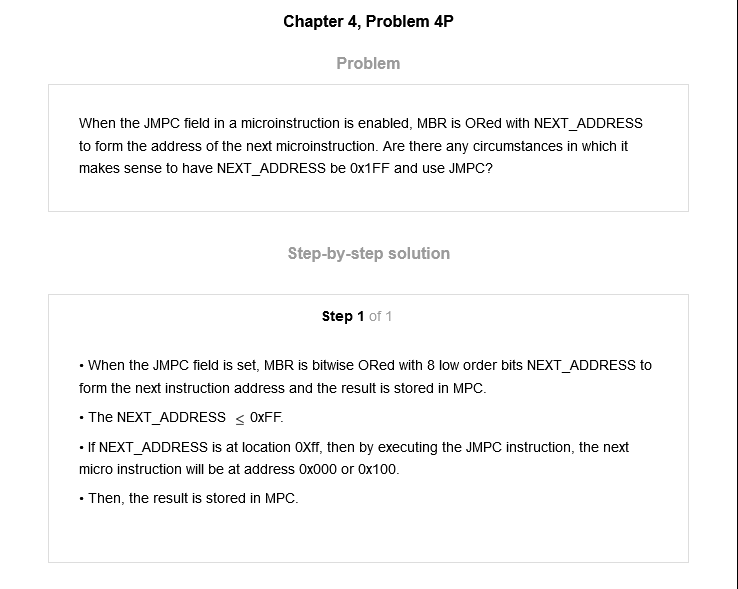 Chapter 4, Problem 4P
Problem
When the JMPC field in a microinstruction is enabled, MBR is ORed with NEXT_ADDRESS
to form the address of the next microinstruction. Are there any circumstances in which it
makes sense to have NEXT_ADDRESS be 0x1FF and use JMPC?
Step-by-step solution
Step 1 of 1
• When the JMPC field is set, MBR is bitwise ORed with 8 low order bits NEXT_ADDRESS to
form the next instruction address and the result is stored in MPC.
• The NEXT_ADDRESS ≤ 0xFF.
• If NEXT_ADDRESS is at location 0Xff, then by executing the JMPC instruction, the next
micro instruction will be at address 0x000 or 0x100.
• Then, the result is stored in MPC.